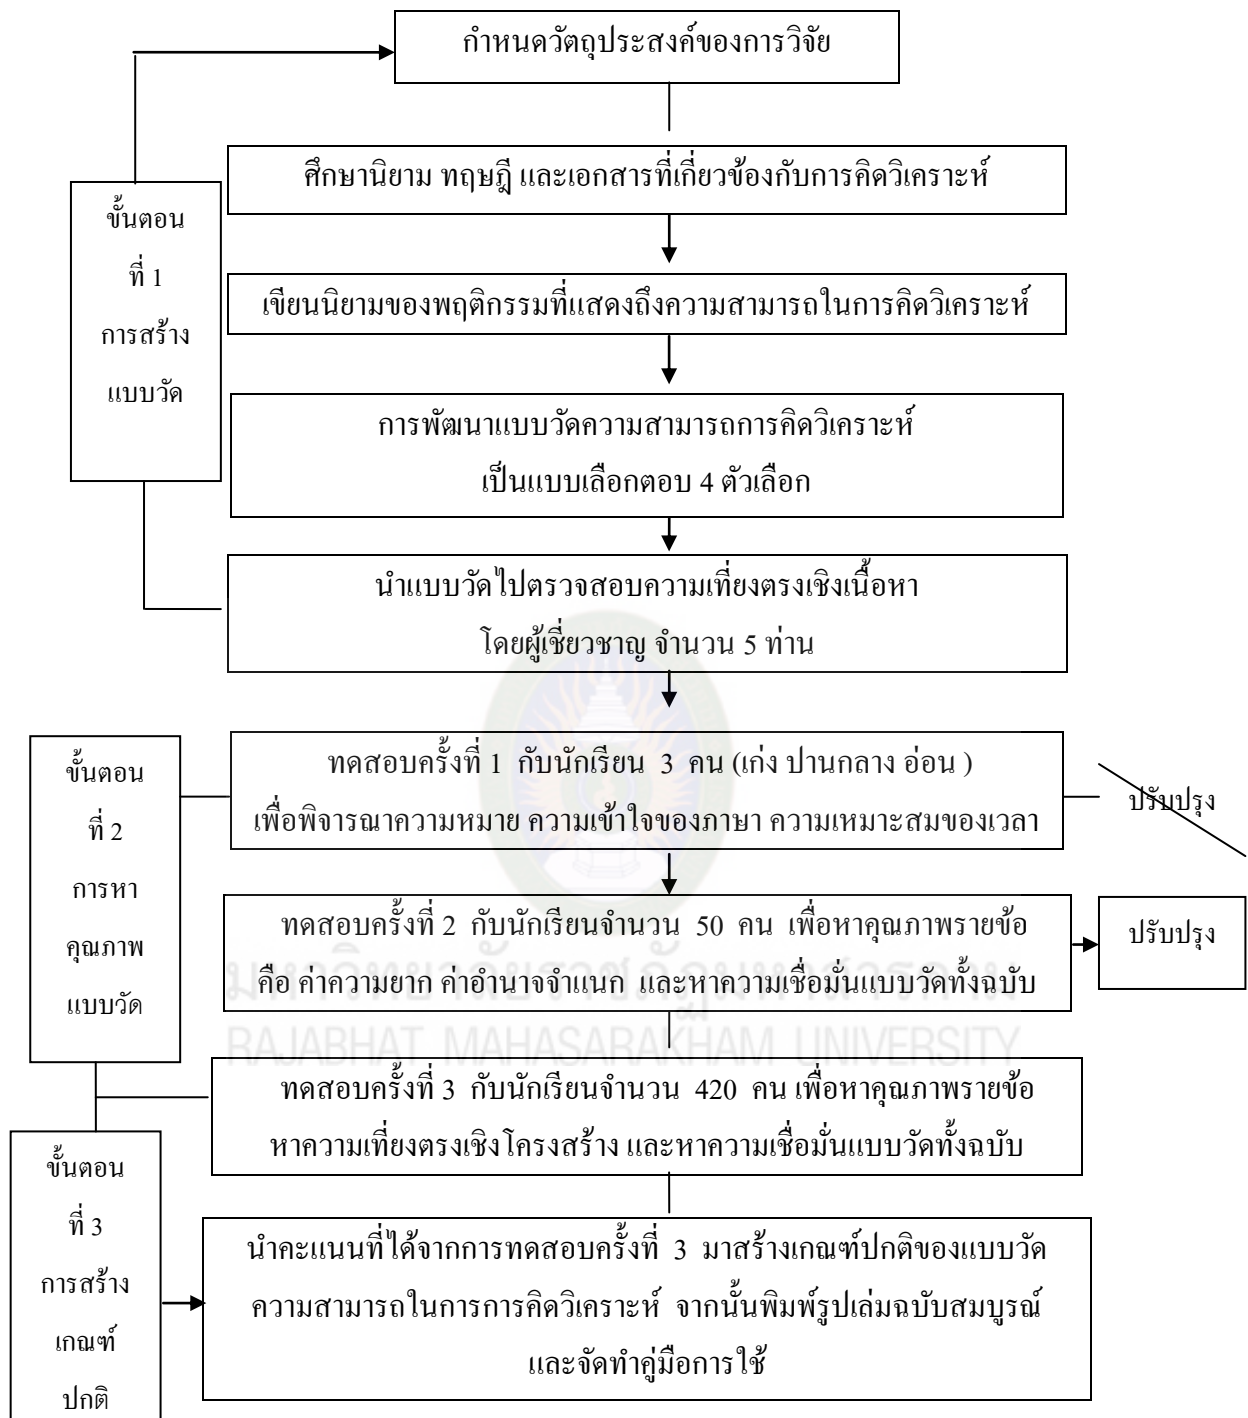 กำหนดวัตถุประสงค์ของการวิจัย
ศึกษานิยาม ทฤษฎี และเอกสารที่เกี่ยวข้องกับการคิดวิเคราะห์
ขั้นตอน
ที่ 1
การสร้าง
แบบวัด
เขียนนิยามของพฤติกรรมที่แสดงถึงความสามารถในการคิดวิเคราะห์
การพัฒนาแบบวัดความสามารถการคิดวิเคราะห์
เป็นแบบเลือกตอบ 4 ตัวเลือก
นำแบบวัดไปตรวจสอบความเที่ยงตรงเชิงเนื้อหา
โดยผู้เชี่ยวชาญ จำนวน 5 ท่าน
ขั้นตอน
ที่ 2
การหา
คุณภาพ
แบบวัด
ทดสอบครั้งที่ 1 กับนักเรียน 3 คน (เก่ง ปานกลาง อ่อน )
เพื่อพิจารณาความหมาย ความเข้าใจของภาษา ความเหมาะสมของเวลา
ปรับปรุง
ทดสอบครั้งที่ 2 กับนักเรียนจำนวน 50 คน เพื่อหาคุณภาพรายข้อ
คือ ค่าความยาก ค่าอำนาจจำแนก และหาความเชื่อมั่นแบบวัดทั้งฉบับ
ปรับปรุง
มหาวิทยาลัยราชภัฏมหาสารคาม
RAJABHAT MAHASARAKHAM UNIVERSITY
ทดสอบครั้งที่ 3 กับนักเรียนจำนวน 420 คน เพื่อหาคุณภาพรายข้อ
หาความเที่ยงตรงเชิงโครงสร้าง และหาความเชื่อมั่นแบบวัดทั้งฉบับ
ขั้นตอน
ที่ 3
การสร้าง
เกณฑ์
ปกติ
นำคะแนนที่ได้จากการทดสอบครั้งที่ 3 มาสร้างเกณฑ์ปกติของแบบวัด
ความสามารถในการการคิดวิเคราะห์ จากนั้นพิมพ์รูปเล่มฉบับสมบูรณ์
และจัดทำคู่มือการใช้